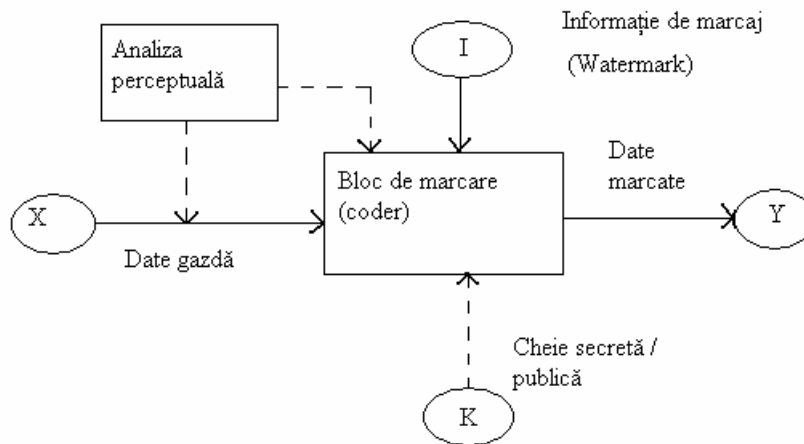 Analiza
perceptuală
I
Informație de marcaj
(Watermark)
Bloc de marcare
(coder)
Date
marcate
X
Y
Date gazdă
Cheie secretă /
publică
K